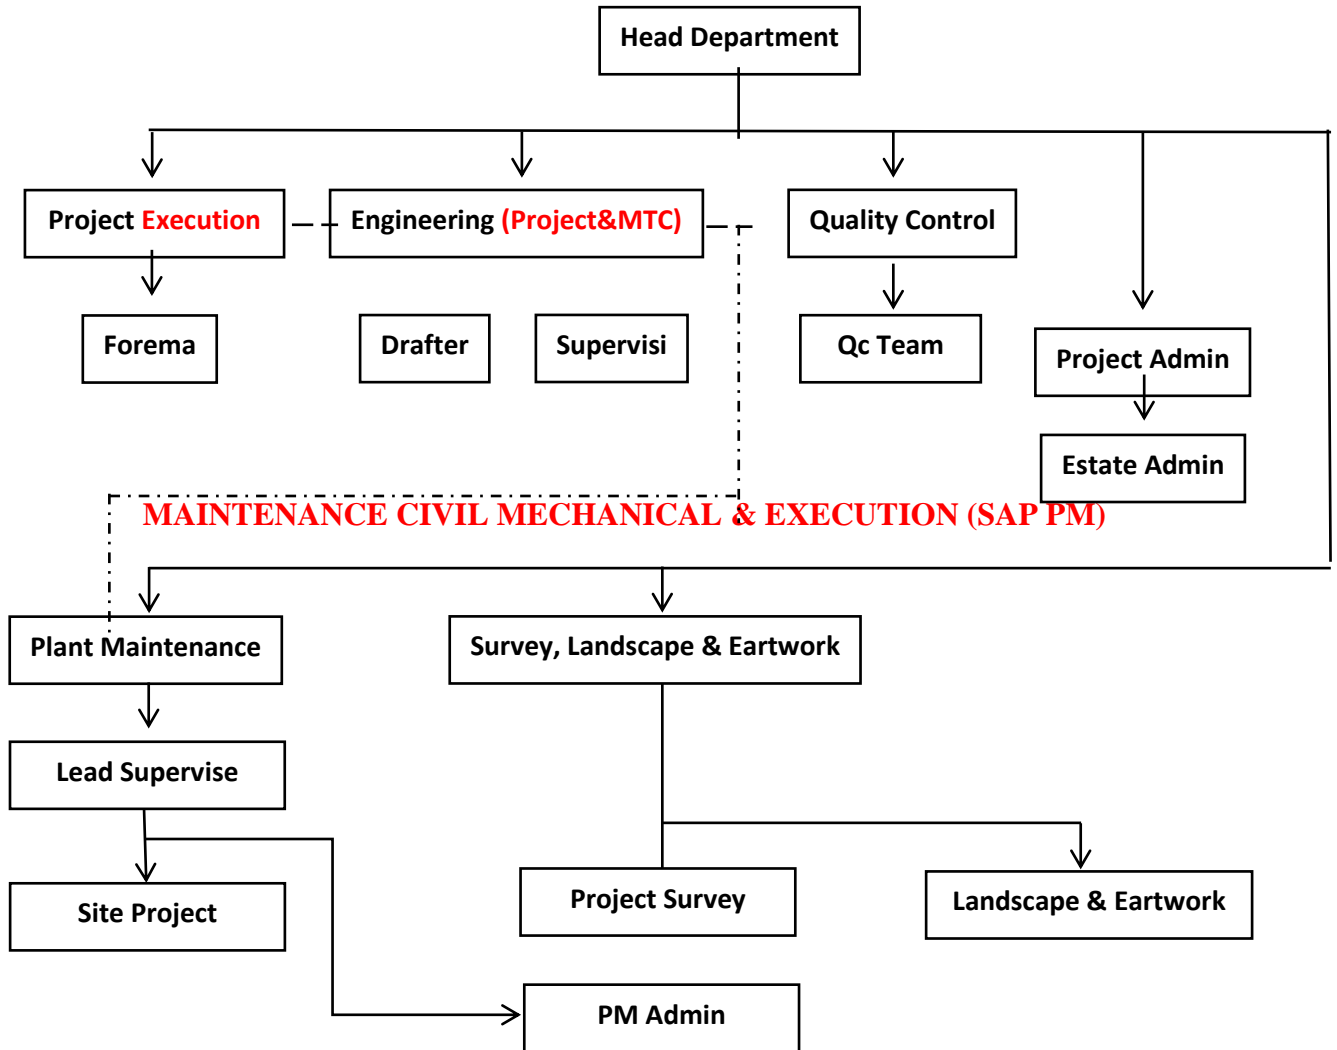 Head Department
Project Execution
Engineering (Project&MTC)
Quality Control
Forema
Drafter
Supervisi
Qc Team
Project Admin
Estate Admin
MAINTENANCE CIVIL MECHANICAL & EXECUTION (SAP PM)
Plant Maintenance
Survey, Landscape & Eartwork
Lead Supervise
Site Project
Project Survey
Landscape & Eartwork
PM Admin